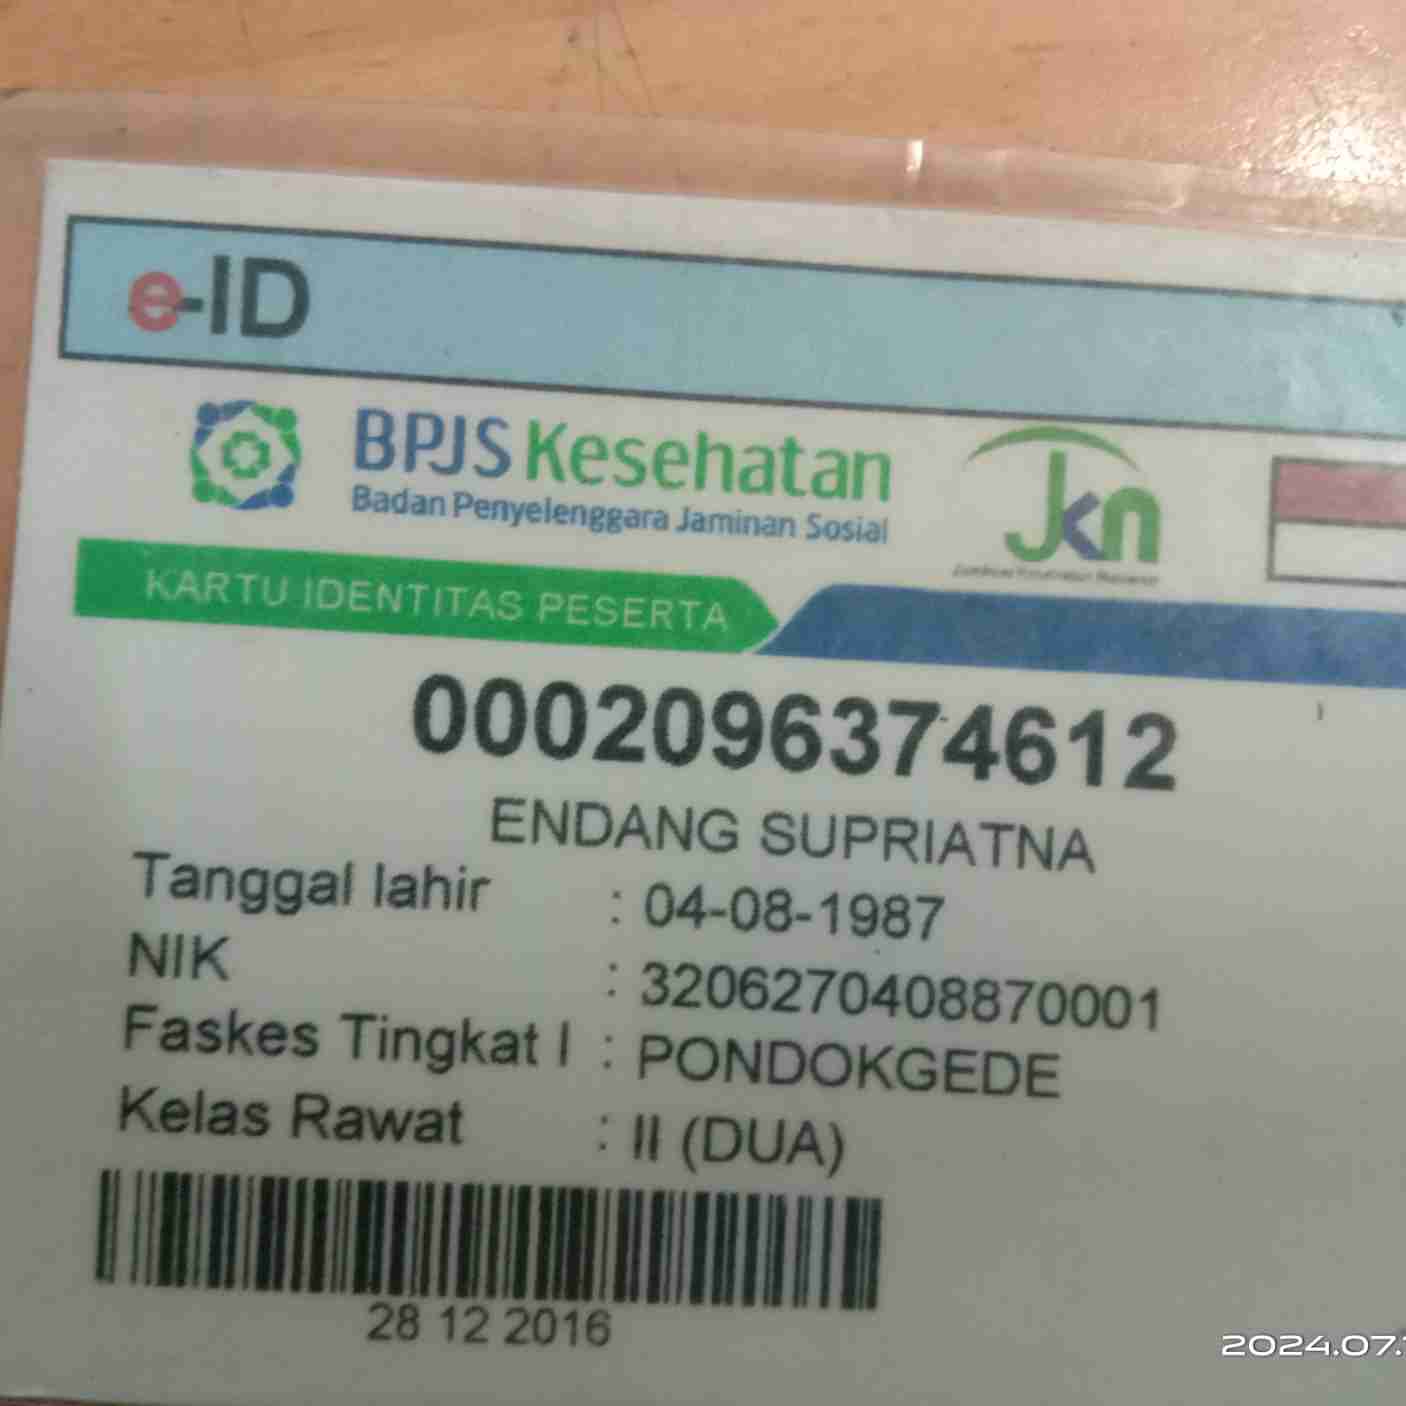 e-ID
BPJS Kesehatan
Badan Penyelenggara Jaminan Sosial
Jkn
KARTU IDENTITAS PESERTA
0002096374612
ENDANG SUPRIATNA
Tanggal lahir : 04-08-1987
NIK : 3206270408870001
Faskes Tingkat I : PONDOKGEDE
Kelas Rawat : II (DUA)
28 12 2016
2024.07.